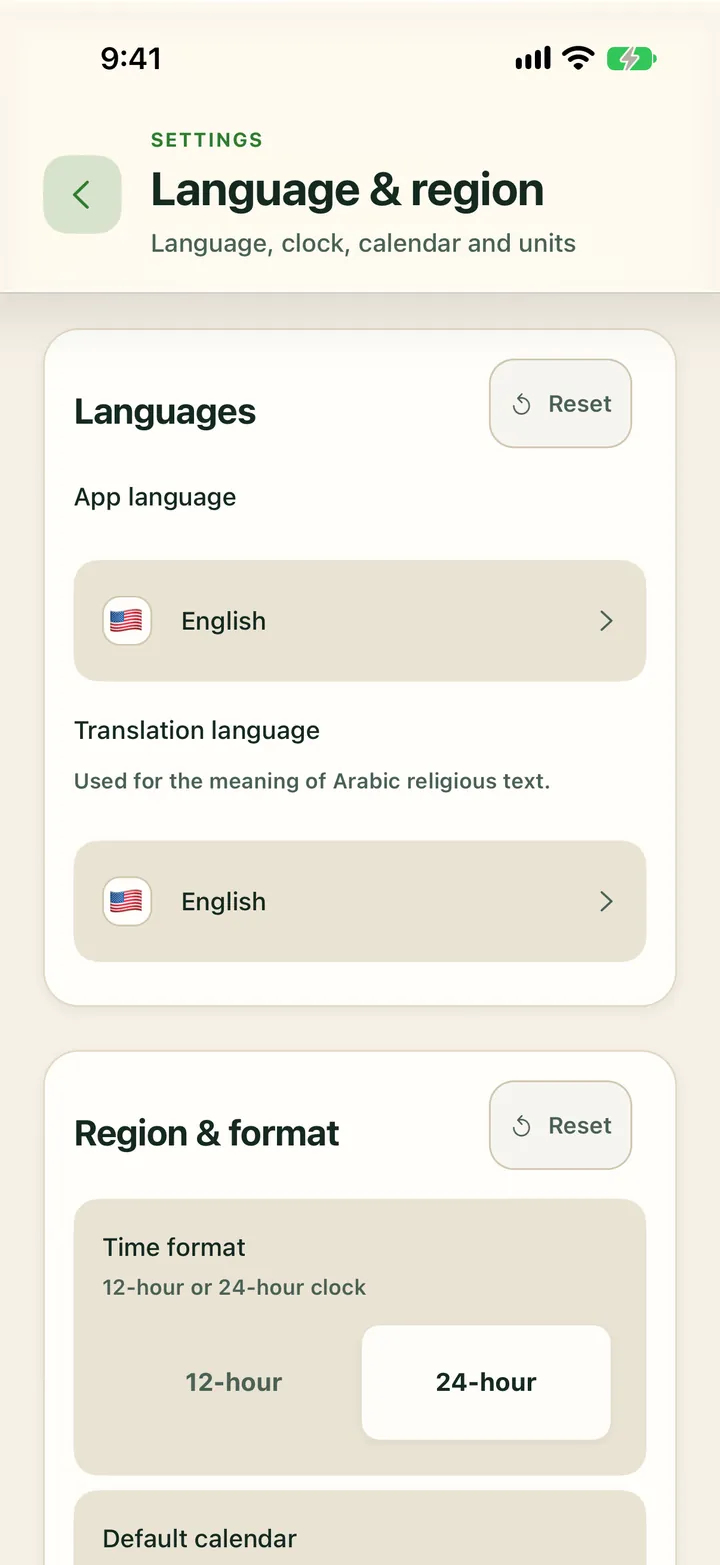 9:41
SETTINGS
Language & region
Language, clock, calendar and units
Languages
Reset
App language
English
Translation language
Used for the meaning of Arabic religious text.
English
Region & format
Reset
Time format
12-hour or 24-hour clock
12-hour
24-hour
Default calendar